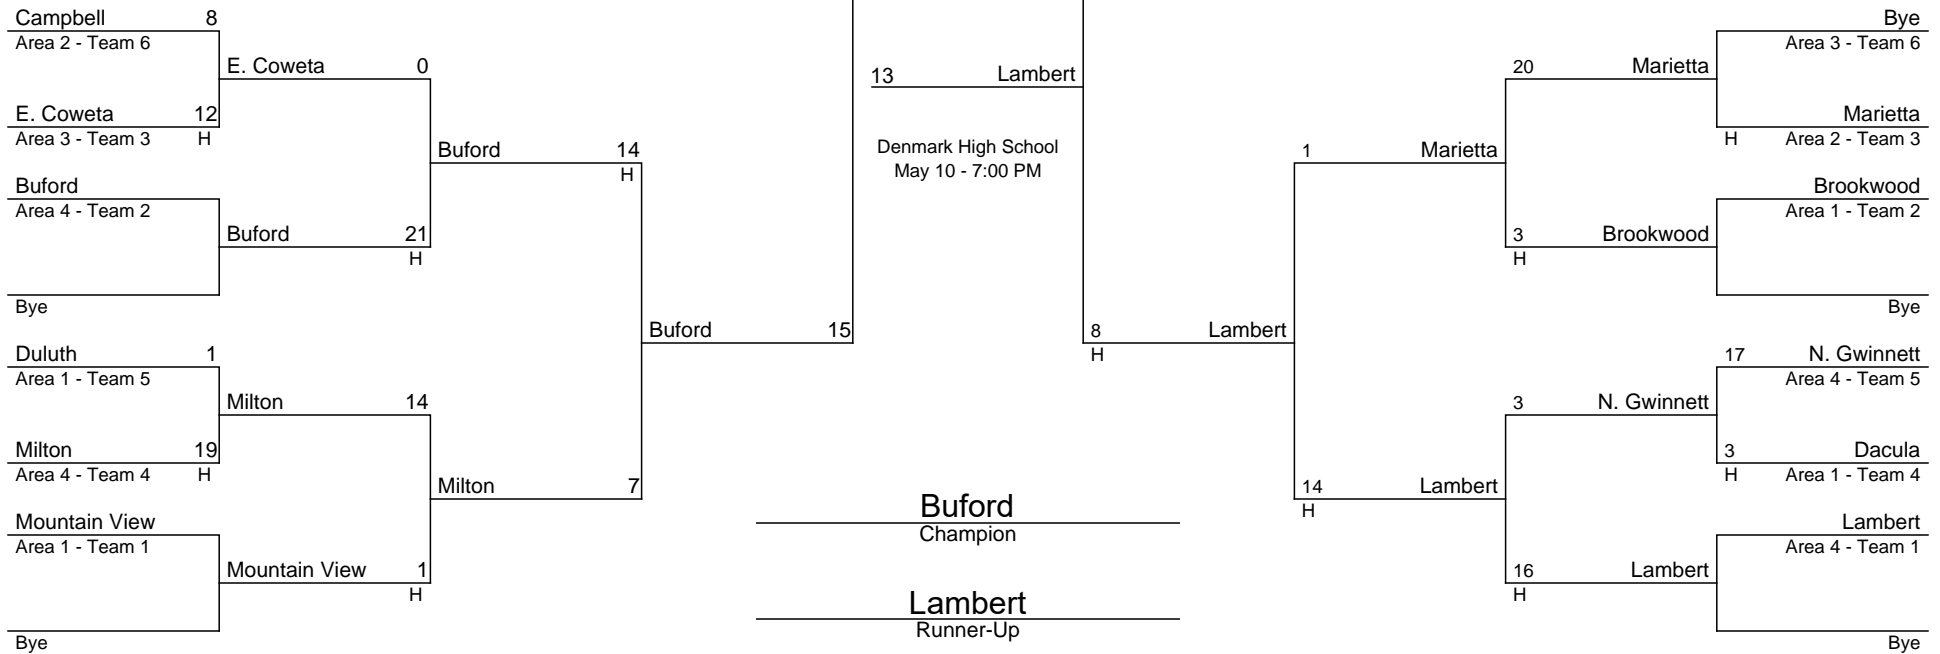 Campbell 8
Area 2 - Team 6
E. Coweta 0
E. Coweta 12
Area 3 - Team 3 H
Buford 14
H
Buford
Area 4 - Team 2
Buford 21
H
Bye
Buford 15
Duluth 1
Area 1 - Team 5
Milton 14
Milton 19
Area 4 - Team 4 H
Milton 7
Mountain View
Area 1 - Team 1
Mountain View 1
H
Bye
13 Lambert
Denmark High School
May 10 - 7:00 PM
Buford
Champion
Lambert
Runner-Up
Bye
Area 3 - Team 6
20 Marietta
Marietta
H Area 2 - Team 3
1 Marietta
Brookwood
Area 1 - Team 2
3 Brookwood
H
Bye
8 Lambert
H
17 N. Gwinnett
Area 4 - Team 5
3 N. Gwinnett
3 Dacula
H Area 1 - Team 4
14 Lambert
H
Lambert
Area 4 - Team 1
16 Lambert
H
Bye